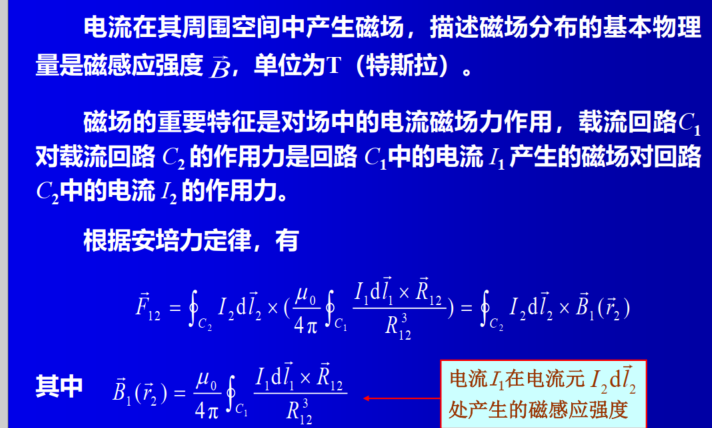 电流在其周围空间中产生磁场，描述磁场分布的基本物理
量是磁感应强度 $\vec{B}$，单位为T（特斯拉）。
磁场的重要特征是对场中的电流磁场力作用，载流回路$C_1$
对载流回路 $C_2$ 的作用力是回路 $C_1$中的电流 $I_1$ 产生的磁场对回路
$C_2$中的电流 $I_2$ 的作用力。
根据安培力定律，有
$\vec{F}_{12} = \oint_{C_2} I_2 \mathrm{d}\vec{l}_2 \times (\frac{\mu_0}{4\pi} \oint_{C_1} \frac{I_1 \mathrm{d}\vec{l}_1 \times \vec{R}_{12}}{R_{12}^3}) = \oint_{C_2} I_2 \mathrm{d}\vec{l}_2 \times \vec{B}_1(\vec{r}_2)$
其中 $\vec{B}_1(\vec{r}_2) = \frac{\mu_0}{4\pi} \oint_{C_1} \frac{I_1 \mathrm{d}\vec{l}_1 \times \vec{R}_{12}}{R_{12}^3}$
电流$I_1$在电流元 $I_2 \mathrm{d}\vec{l}_2$
处产生的磁感应强度